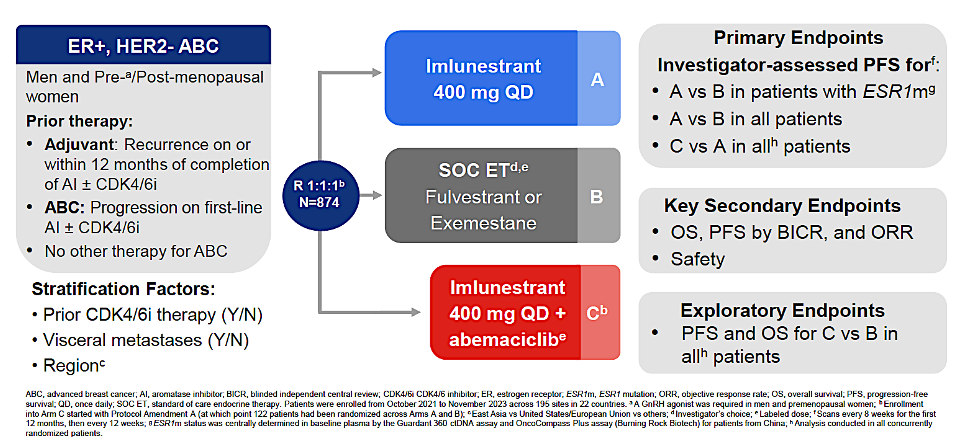 ER+, HER2- ABC
Men and Pre-ᵃ/Post-menopausal
women
Prior therapy:
• Adjuvant: Recurrence on or
within 12 months of completion
of AI ± CDK4/6i
• ABC: Progression on first-line
AI ± CDK4/6i
• No other therapy for ABC
Stratification Factors:
• Prior CDK4/6i therapy (Y/N)
• Visceral metastases (Y/N)
• Regionᶜ
R 1:1:1ᵇ
N=874
Imlunestrant
400 mg QD
A
SOC ETᵈ,ᵉ
Fulvestrant or
Exemestane
B
Imlunestrant
400 mg QD +
abemaciclibᵉ
Cᵇ
Primary Endpoints
Investigator-assessed PFS forᶠ:
• A vs B in patients with ESR1mᵍ
• A vs B in all patients
• C vs A in allʰ patients
Key Secondary Endpoints
• OS, PFS by BICR, and ORR
• Safety
Exploratory Endpoints
• PFS and OS for C vs B in
allʰ patients
ABC, advanced breast cancer; AI, aromatase inhibitor; BICR, blinded independent central review; CDK4/6i CDK4/6 inhibitor; ER, estrogen receptor; ESR1m, ESR1 mutation; ORR, objective response rate; OS, overall survival; PFS, progression-free
survival; QD, once daily; SOC ET, standard of care endocrine therapy. Patients were enrolled from October 2021 to November 2023 across 195 sites in 22 countries. ᵃ A GnRH agonist was required in men and premenopausal women; ᵇ Enrollment
into Arm C started with Protocol Amendment A (at which point 122 patients had been randomized across Arms A and B); ᶜ East Asia vs United States/European Union vs others; ᵈ Investigator's choice; ᵉ Labeled dose; ᶠ Scans every 8 weeks for the first
12 months, then every 12 weeks; ᵍ ESR1m status was centrally determined in baseline plasma by the Guardant 360 ctDNA assay and OncoCompass Plus assay (Burning Rock Biotech) for patients from China; ʰ Analysis conducted in all concurrently
randomized patients.